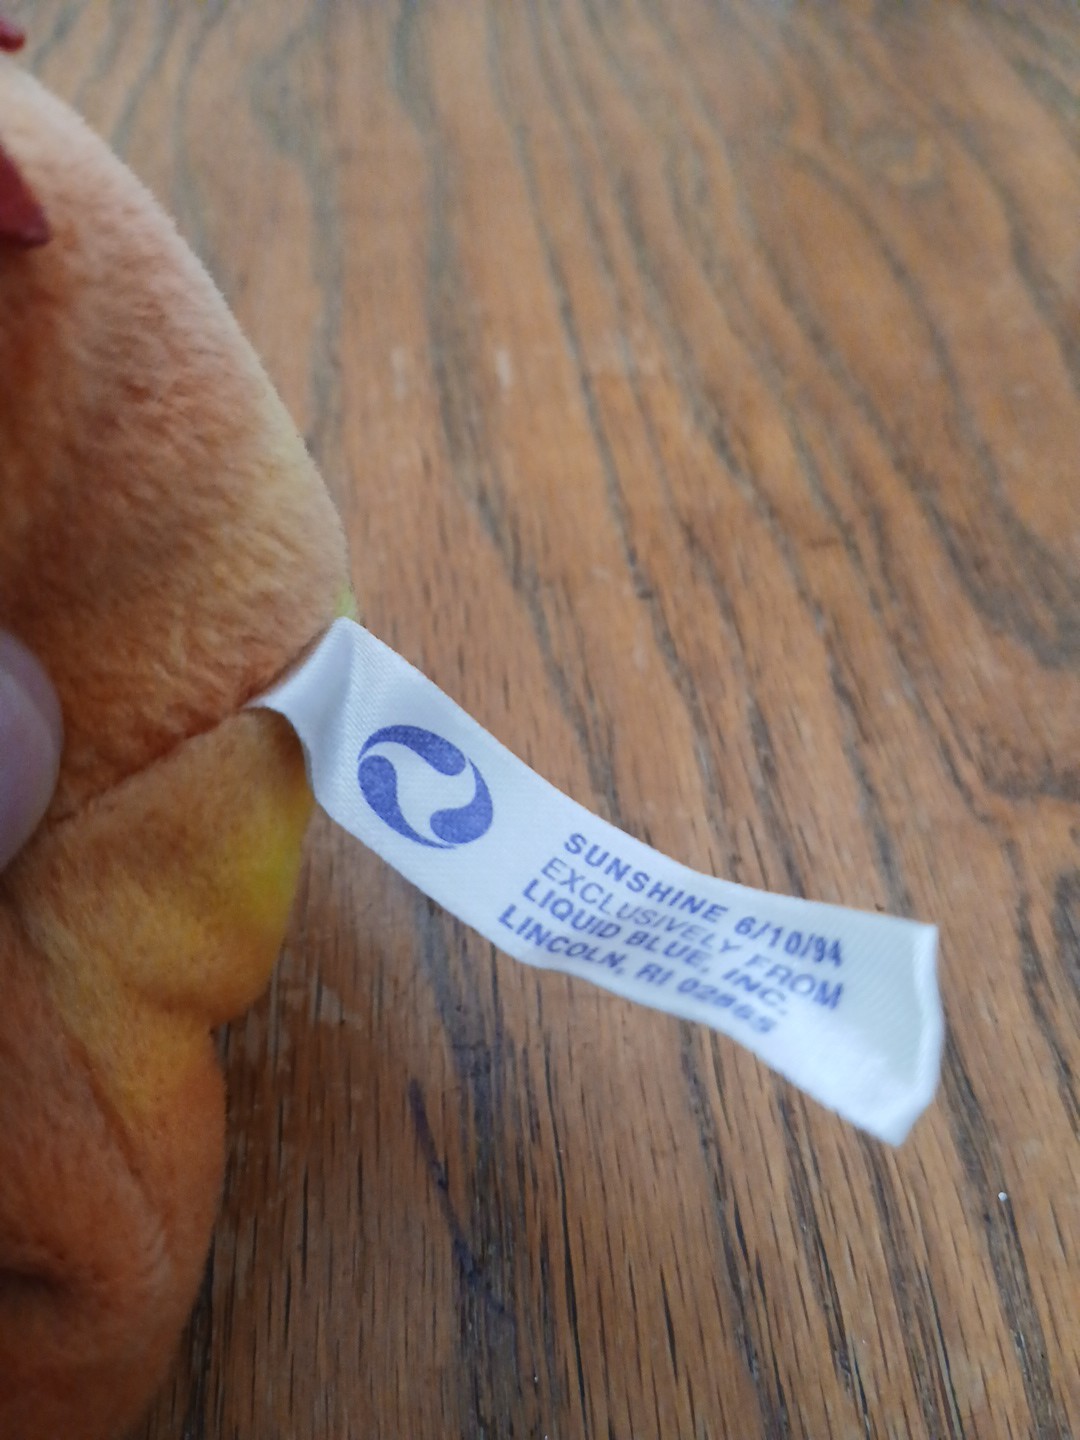 SUNSHINE 6/10/94
EXCLUSIVELY FROM
LIQUID BLUE, INC.
LINCOLN, RI 02865